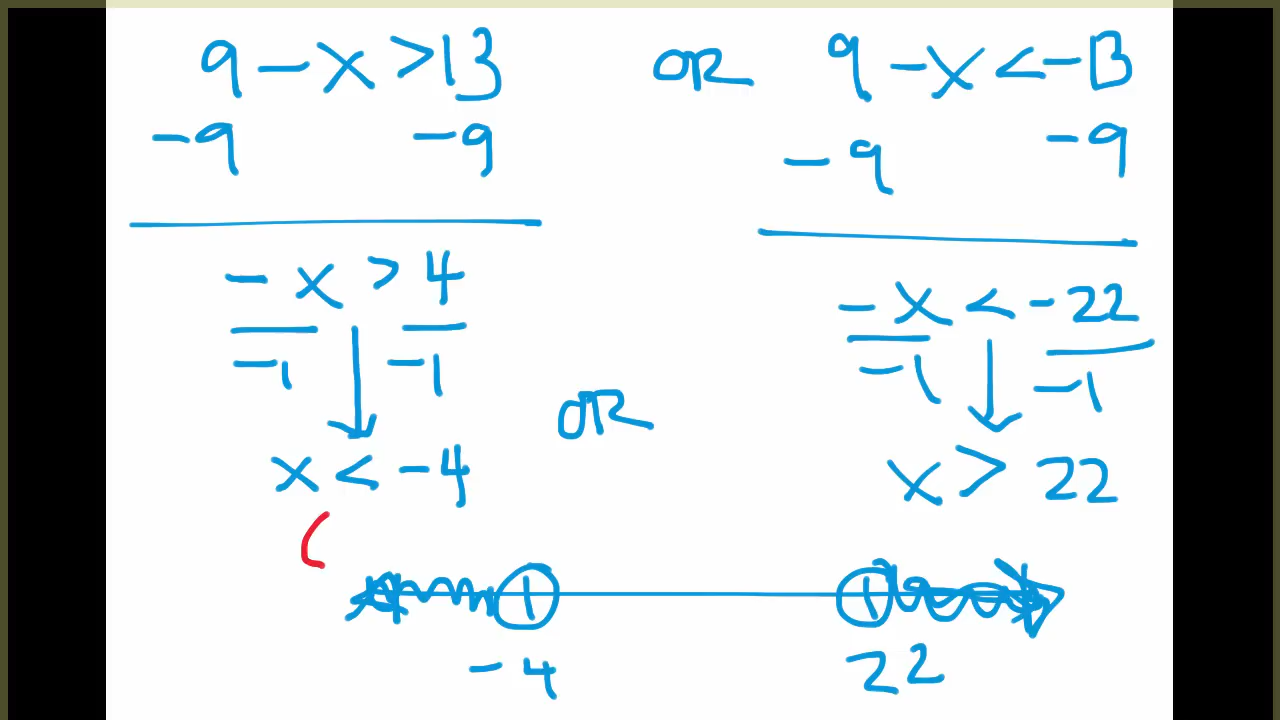 9 - x > 13 OR 9 - x < -13
-9 -9 -9 -9
-x > 4 -x < -22
-1 -1 -1 -1
OR
x < -4 x > 22
(
-4 22